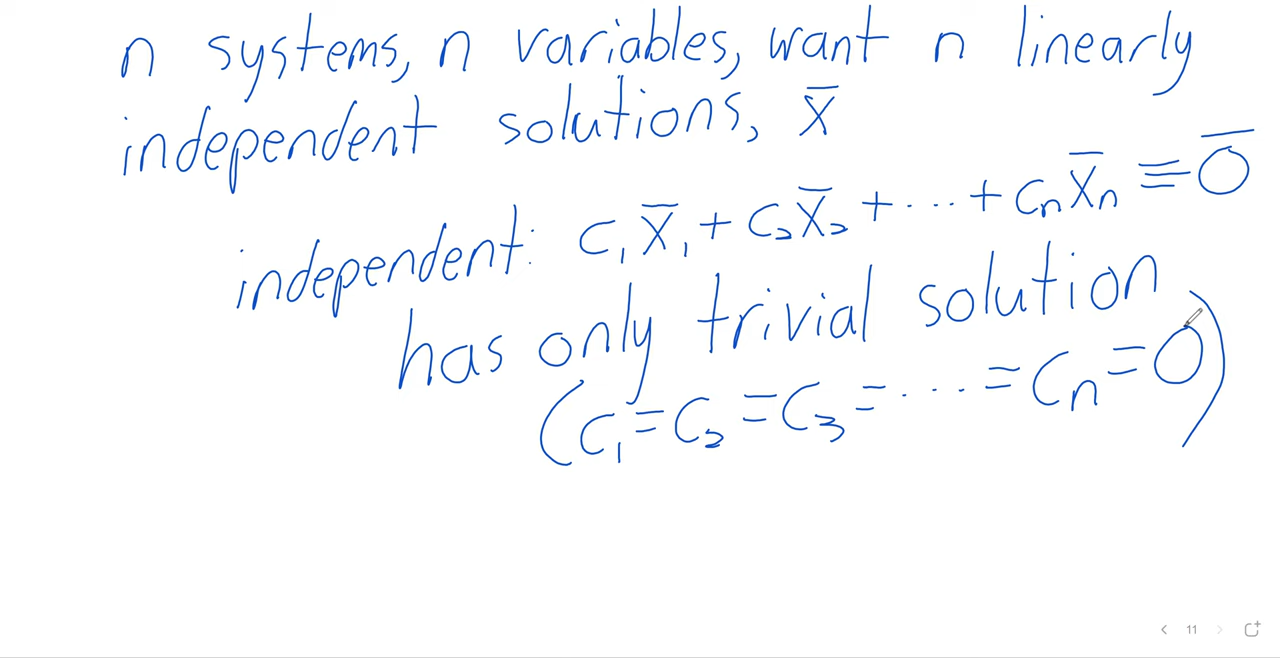 n systems, n variables, want n linearly
independent solutions, x̄
independent: c₁x̄₁ + c₂x̄₂ + ··· + cₙx̄ₙ ≡ 0̄
has only trivial solution
(c₁ = c₂ = c₃ = ··· = cₙ = 0)
11